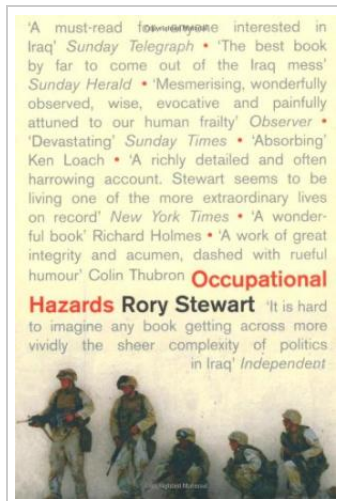 ‘A must-read for anyone interested in
Iraq’ Sunday Telegraph • ‘The best book
by far to come out of the Iraq mess’
Sunday Herald • ‘Mesmerising, wonderfully
observed, wise, evocative and painfully
attuned to our human frailty’ Observer •
‘Devastating’ Sunday Times • ‘Absorbing’
Ken Loach • ‘A richly detailed and often
harrowing account. Stewart seems to be
living one of the more extraordinary lives
on record’ New York Times • ‘A wonder-
ful book’ Richard Holmes • ‘A work of great
integrity and acumen, dashed with rueful
humour’ Colin Thubron Occupational
Hazards Rory Stewart ‘It is hard
to imagine any book getting across more
vividly the sheer complexity of politics
in Iraq’ Independent
Copyrighted Material